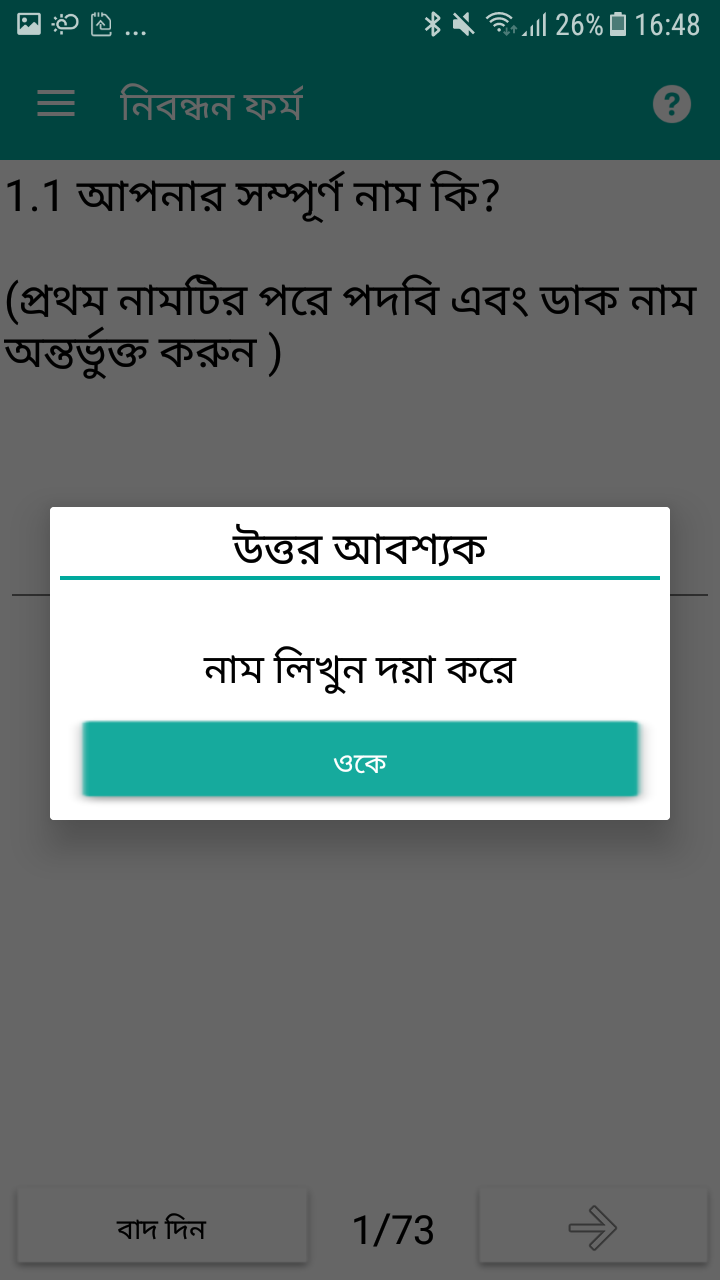 ... 26% 16:48
নিবন্ধন ফর্ম ?
1.1 আপনার সম্পূর্ণ নাম কি?
(প্রথম নামটির পরে পদবি এবং ডাক নাম
অন্তর্ভুক্ত করুন )
উত্তর আবশ্যক
নাম লিখুন দয়া করে
ওকে
বাদ দিন 1/73